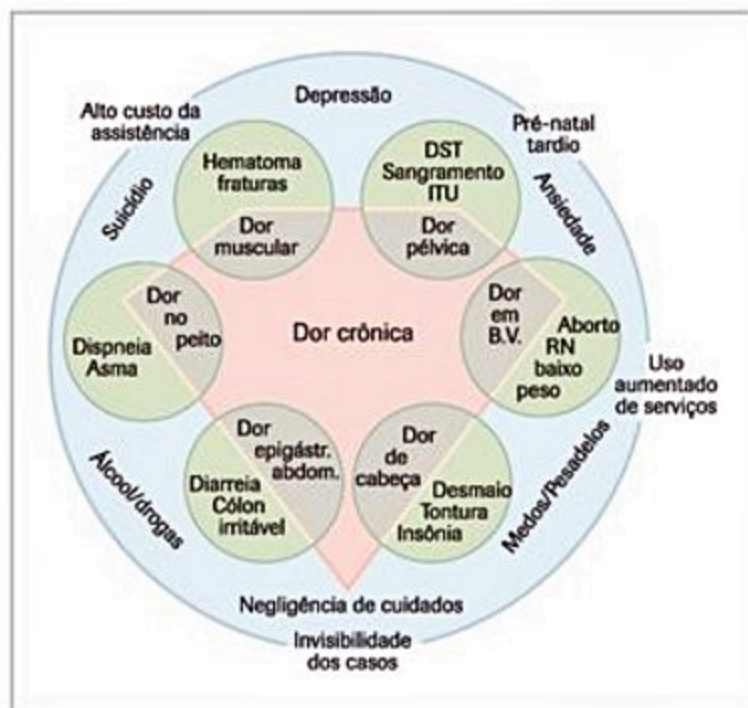 Depressão
Alto custo da
assistência
Pré-natal
tardio
Suicídio
Hematoma
fraturas
Dor
muscular
DST
Sangramento
ITU
Dor
pélvica
Ansiedade
Dor
no
peito
Dispneia
Asma
Dor crônica
Dor
em
B.V.
Aborto
RN
baixo
peso
Uso
aumentado
de serviços
Álcool/drogas
Dor
epigástr.
abdom.
Diarreia
Cólon
irritável
Dor
de
cabeça
Desmaio
Tontura
Insônia
Medos/Pesadelos
Negligência de cuidados
Invisibilidade
dos casos